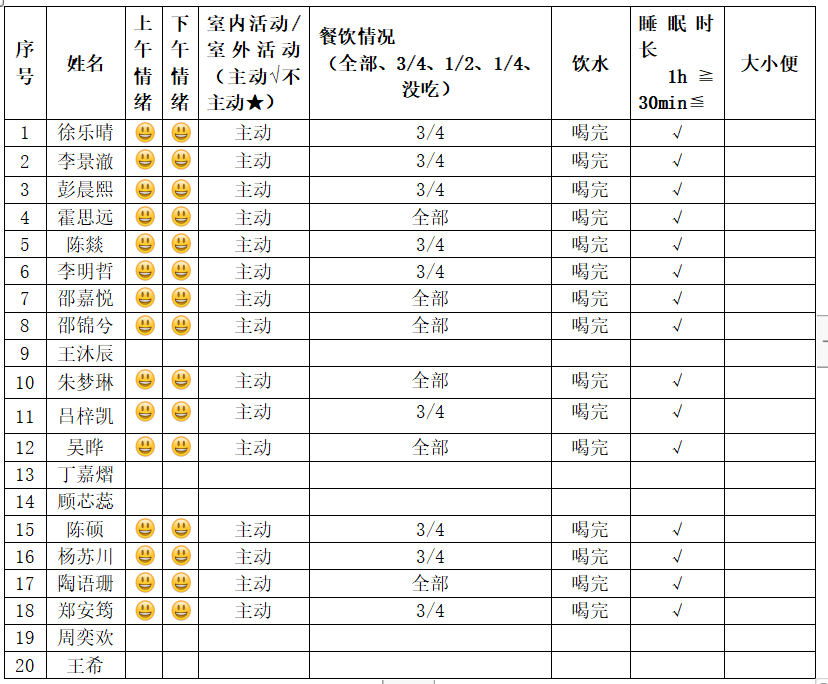 序号 姓名 上午情绪 下午情绪 室内活动/室外活动（主动√不主动★） 餐饮情况（全部、3/4、1/2、1/4、没吃） 饮水 睡眠时长 1h ≧ 30min≦ 大小便
1 徐乐晴 😃 😃 主动 3/4 喝完 √
2 李景澈 😃 😃 主动 3/4 喝完 √
3 彭晨熙 😃 😃 主动 3/4 喝完 √
4 霍思远 😃 😃 主动 全部 喝完 √
5 陈燚 😃 😃 主动 3/4 喝完 √
6 李明哲 😃 😃 主动 3/4 喝完 √
7 邵嘉悦 😃 😃 主动 全部 喝完 √
8 邵锦兮 😃 😃 主动 全部 喝完 √
9 王沐辰
10 朱梦琳 😃 😃 主动 全部 喝完 √
11 吕梓凯 😃 😃 主动 3/4 喝完 √
12 吴晔 😃 😃 主动 全部 喝完 √
13 丁嘉熠
14 顾芯蕊
15 陈硕 😃 😃 主动 3/4 喝完 √
16 杨苏川 😃 😃 主动 3/4 喝完 √
17 陶语珊 😃 😃 主动 全部 喝完 √
18 郑安筠 😃 😃 主动 3/4 喝完 √
19 周奕欢
20 王希